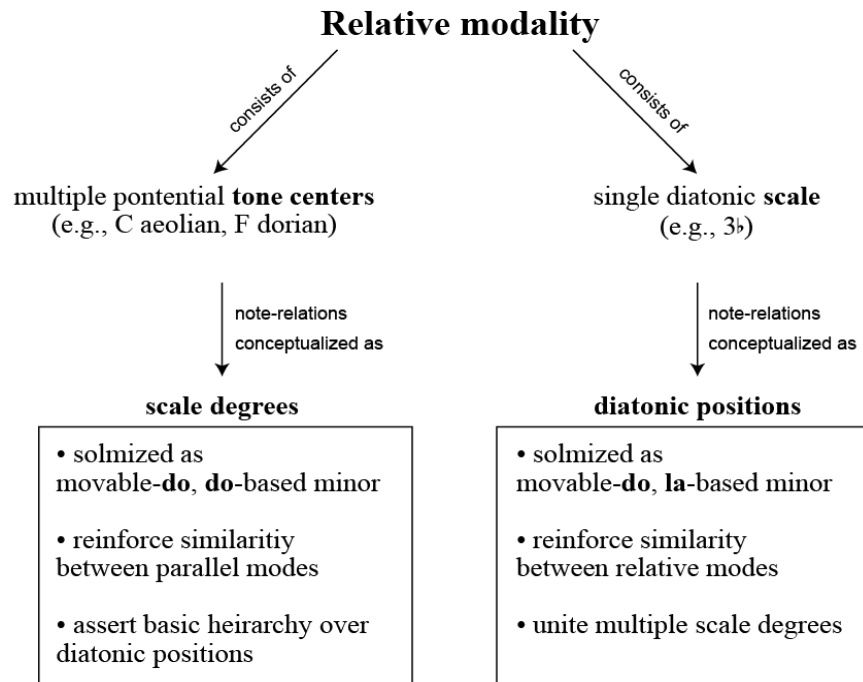 Relative modality
consists of
consists of
multiple pontential tone centers
(e.g., C aeolian, F dorian)
single diatonic scale
(e.g., 3♭)
note-relations
conceptualized as
note-relations
conceptualized as
scale degrees
• solmized as
movable-do, do-based minor
• reinforce similaritiy
between parallel modes
• assert basic heirarchy over
diatonic positions
diatonic positions
• solmized as
movable-do, la-based minor
• reinforce similarity
between relative modes
• unite multiple scale degrees